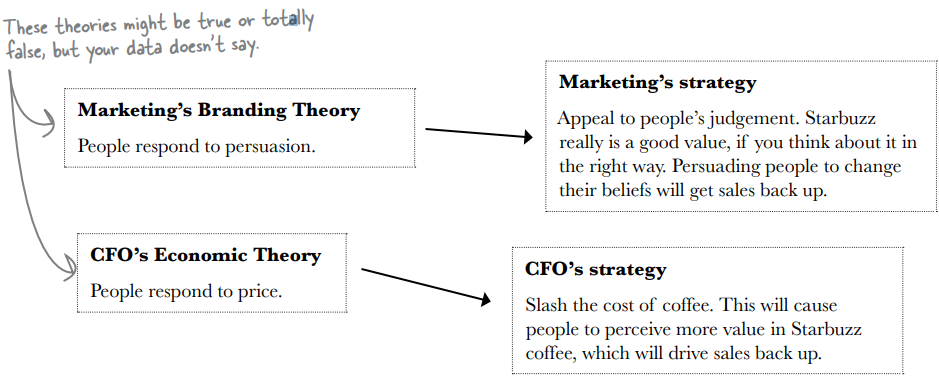 These theories might be true or totally
false, but your data doesn't say.
Marketing's Branding Theory
People respond to persuasion.
Marketing's strategy
Appeal to people's judgement. Starbuzz
really is a good value, if you think about it in
the right way. Persuading people to change
their beliefs will get sales back up.
CFO's Economic Theory
People respond to price.
CFO's strategy
Slash the cost of coffee. This will cause
people to perceive more value in Starbuzz
coffee, which will drive sales back up.